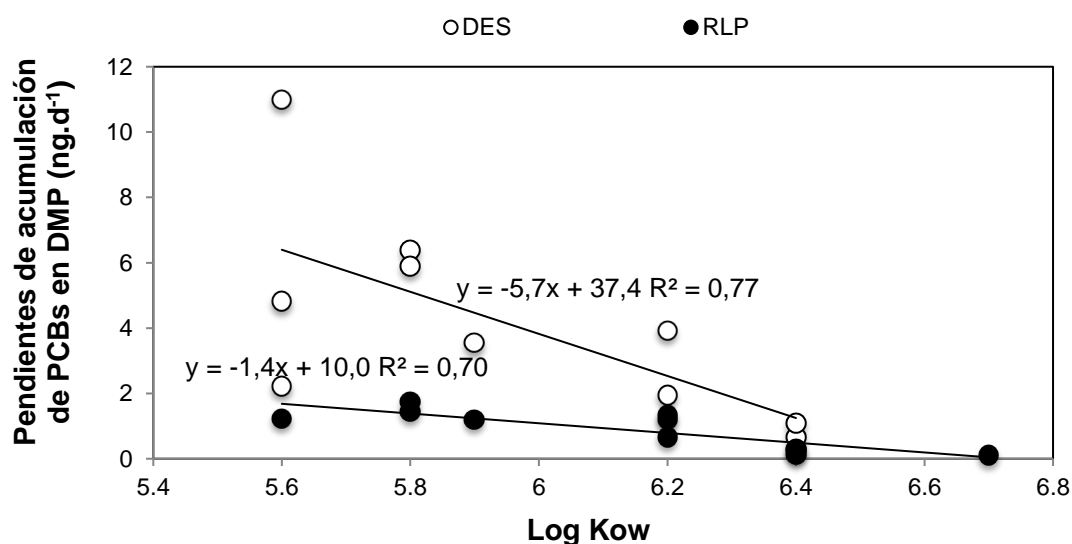 DES RLP
Pendientes de acumulación
de PCBs en DMP (ng.d-1)
12
10
8
6
4
2
0
y = -5,7x + 37,4 R² = 0,77
y = -1,4x + 10,0 R² = 0,70
5.4 5.6 5.8 6 6.2 6.4 6.6 6.8
Log Kow